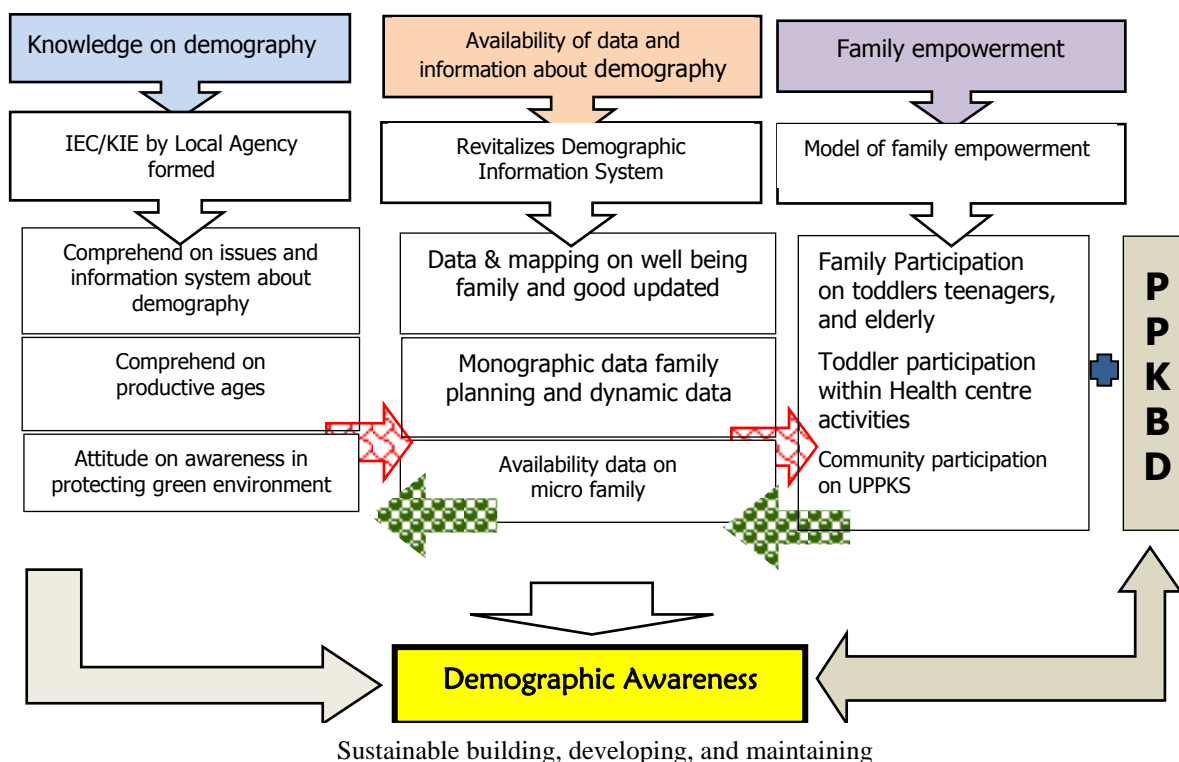 Knowledge on demography
Availability of data and
information about demography
Family empowerment
IEC/KIE by Local Agency
formed
Revitalizes Demographic
Information System
Model of family empowerment
Comprehend on issues and
information system about
demography
Data & mapping on well being
family and good updated
Family Participation
on toddlers teenagers,
and elderly
Comprehend on
productive ages
Monographic data family
planning and dynamic data
Toddler participation
within Health centre
activities
Attitude on awareness in
protecting green environment
Availability data on
micro family
Community participation
on UPPKS
P
P
K
B
D
Demographic Awareness
Sustainable building, developing, and maintaining